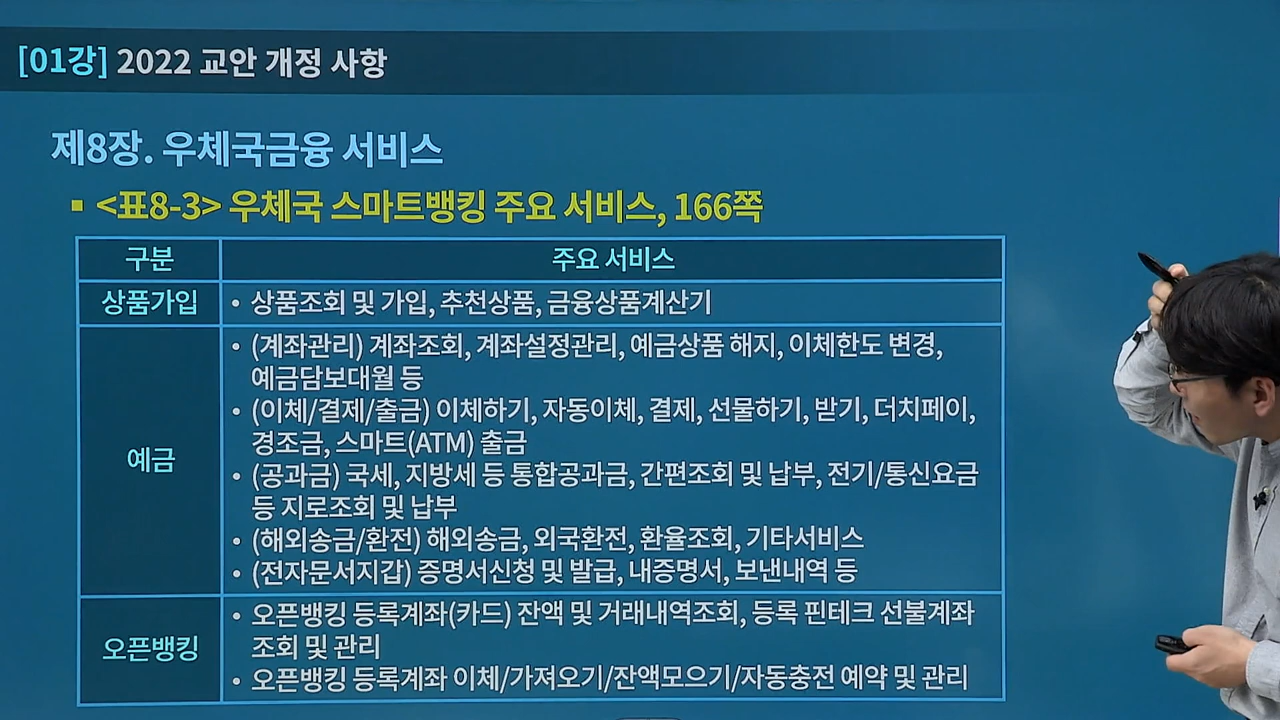 [01강] 2022 교안 개정 사항
제8장. 우체국금융 서비스
▪ <표8-3> 우체국 스마트뱅킹 주요 서비스, 166쪽
구분
주요 서비스
상품가입
• 상품조회 및 가입, 추천상품, 금융상품계산기
예금
• (계좌관리) 계좌조회, 계좌설정관리, 예금상품 해지, 이체한도 변경,
예금담보대월 등
• (이체/결제/출금) 이체하기, 자동이체, 결제, 선물하기, 받기, 더치페이,
경조금, 스마트(ATM) 출금
• (공과금) 국세, 지방세 등 통합공과금, 간편조회 및 납부, 전기/통신요금
등 지로조회 및 납부
• (해외송금/환전) 해외송금, 외국환전, 환율조회, 기타서비스
• (전자문서지갑) 증명서신청 및 발급, 내증명서, 보낸내역 등
오픈뱅킹
• 오픈뱅킹 등록계좌(카드) 잔액 및 거래내역조회, 등록 핀테크 선불계좌
조회 및 관리
• 오픈뱅킹 등록계좌 이체/가져오기/잔액모으기/자동충전 예약 및 관리